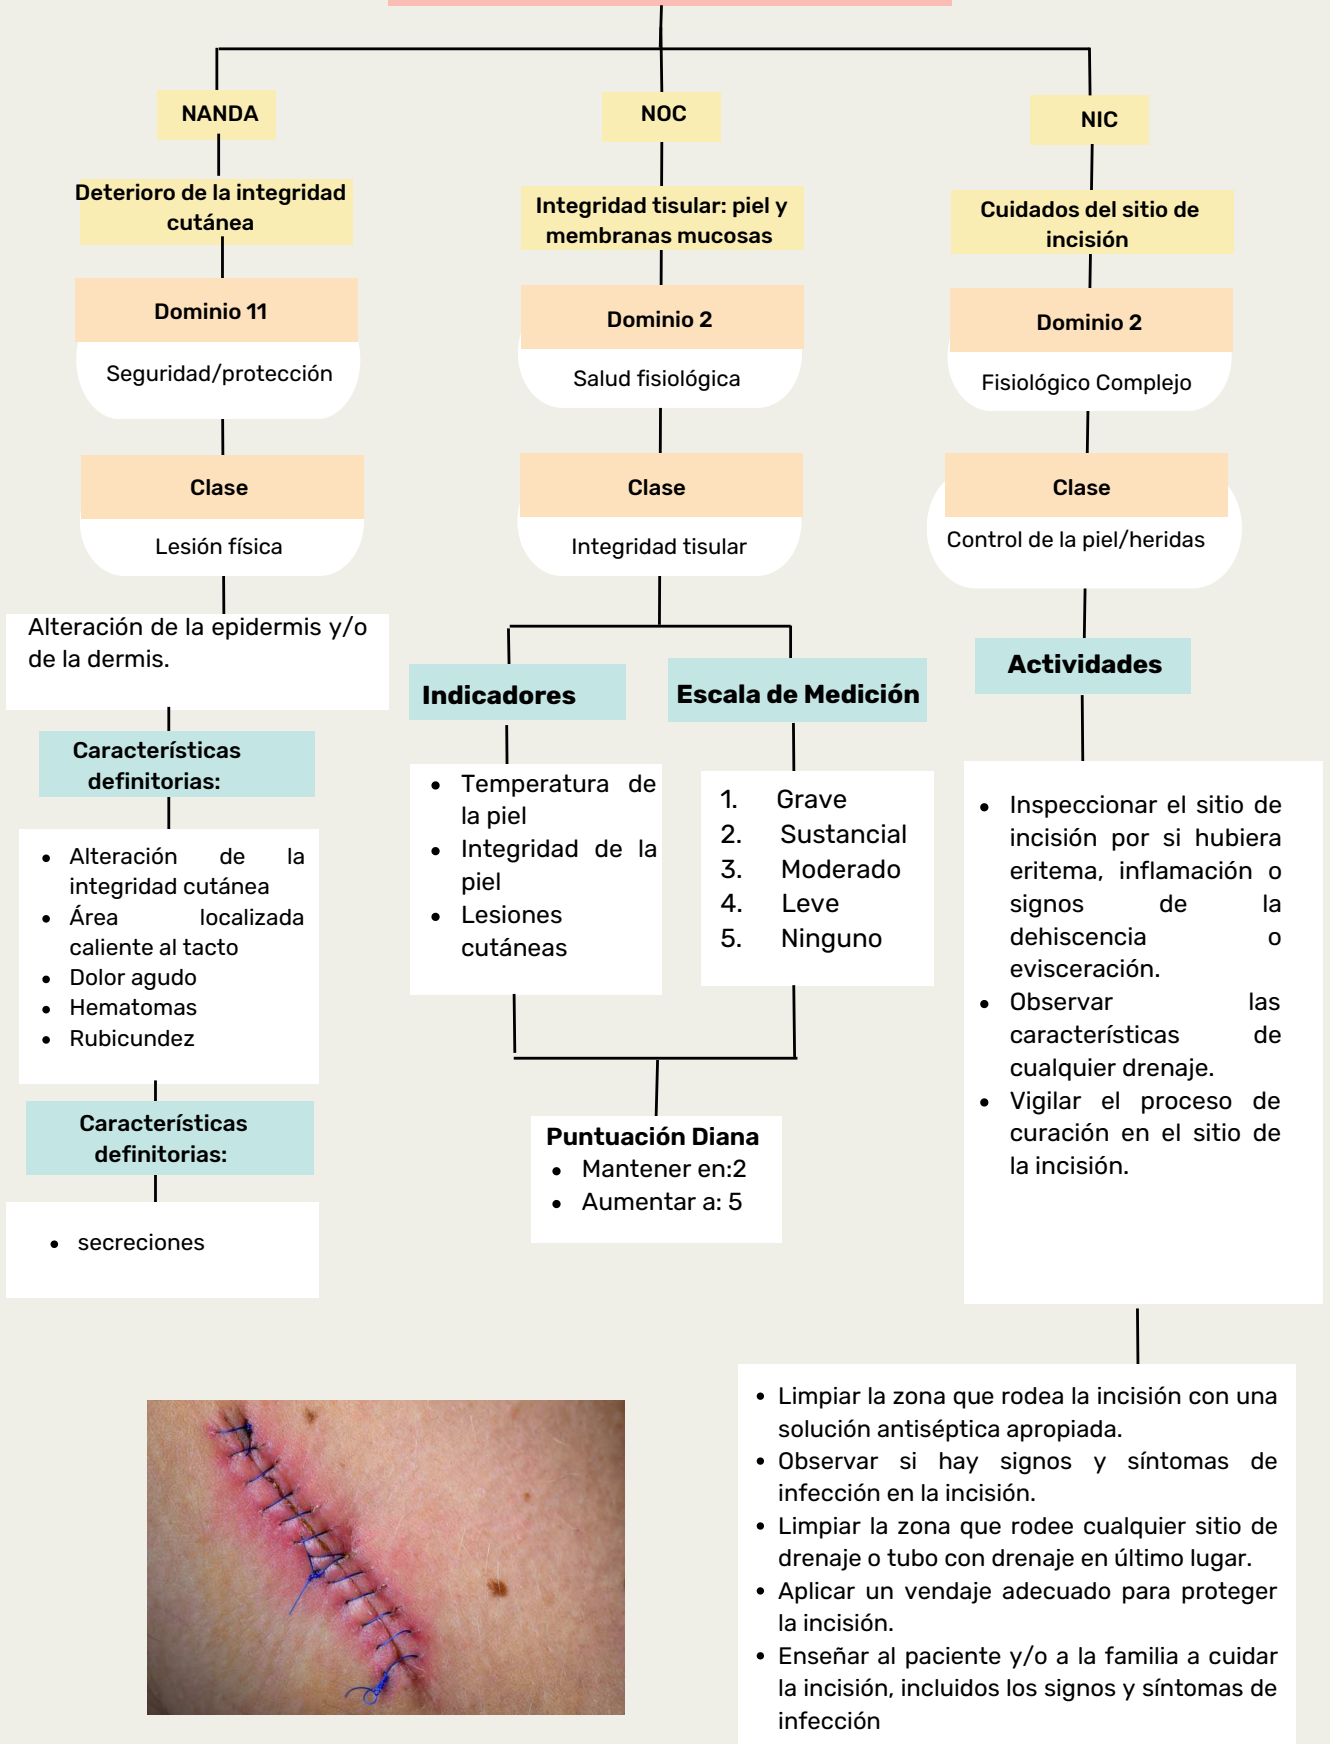 NANDA
Deterioro de la integridad
cutánea
Dominio 11
Seguridad/protección
Clase
Lesión física
Alteración de la epidermis y/o
de la dermis.
Características
definitorias:
• Alteración de la
integridad cutánea
• Área localizada
caliente al tacto
• Dolor agudo
• Hematomas
• Rubicundez
Características
definitorias:
• secreciones
NOC
Integridad tisular: piel y
membranas mucosas
Dominio 2
Salud fisiológica
Clase
Integridad tisular
Indicadores
• Temperatura de
la piel
• Integridad de la
piel
• Lesiones
cutáneas
Escala de Medición
1. Grave
2. Sustancial
3. Moderado
4. Leve
5. Ninguno
Puntuación Diana
• Mantener en:2
• Aumentar a: 5
NIC
Cuidados del sitio de
incisión
Dominio 2
Fisiológico Complejo
Clase
Control de la piel/heridas
Actividades
• Inspeccionar el sitio de
incisión por si hubiera
eritema, inflamación o
signos de la
dehiscencia o
evisceración.
• Observar las
características de
cualquier drenaje.
• Vigilar el proceso de
curación en el sitio de
la incisión.
• Limpiar la zona que rodea la incisión con una
solución antiséptica apropiada.
• Observar si hay signos y síntomas de
infección en la incisión.
• Limpiar la zona que rodee cualquier sitio de
drenaje o tubo con drenaje en último lugar.
• Aplicar un vendaje adecuado para proteger
la incisión.
• Enseñar al paciente y/o a la familia a cuidar
la incisión, incluidos los signos y síntomas de
infección